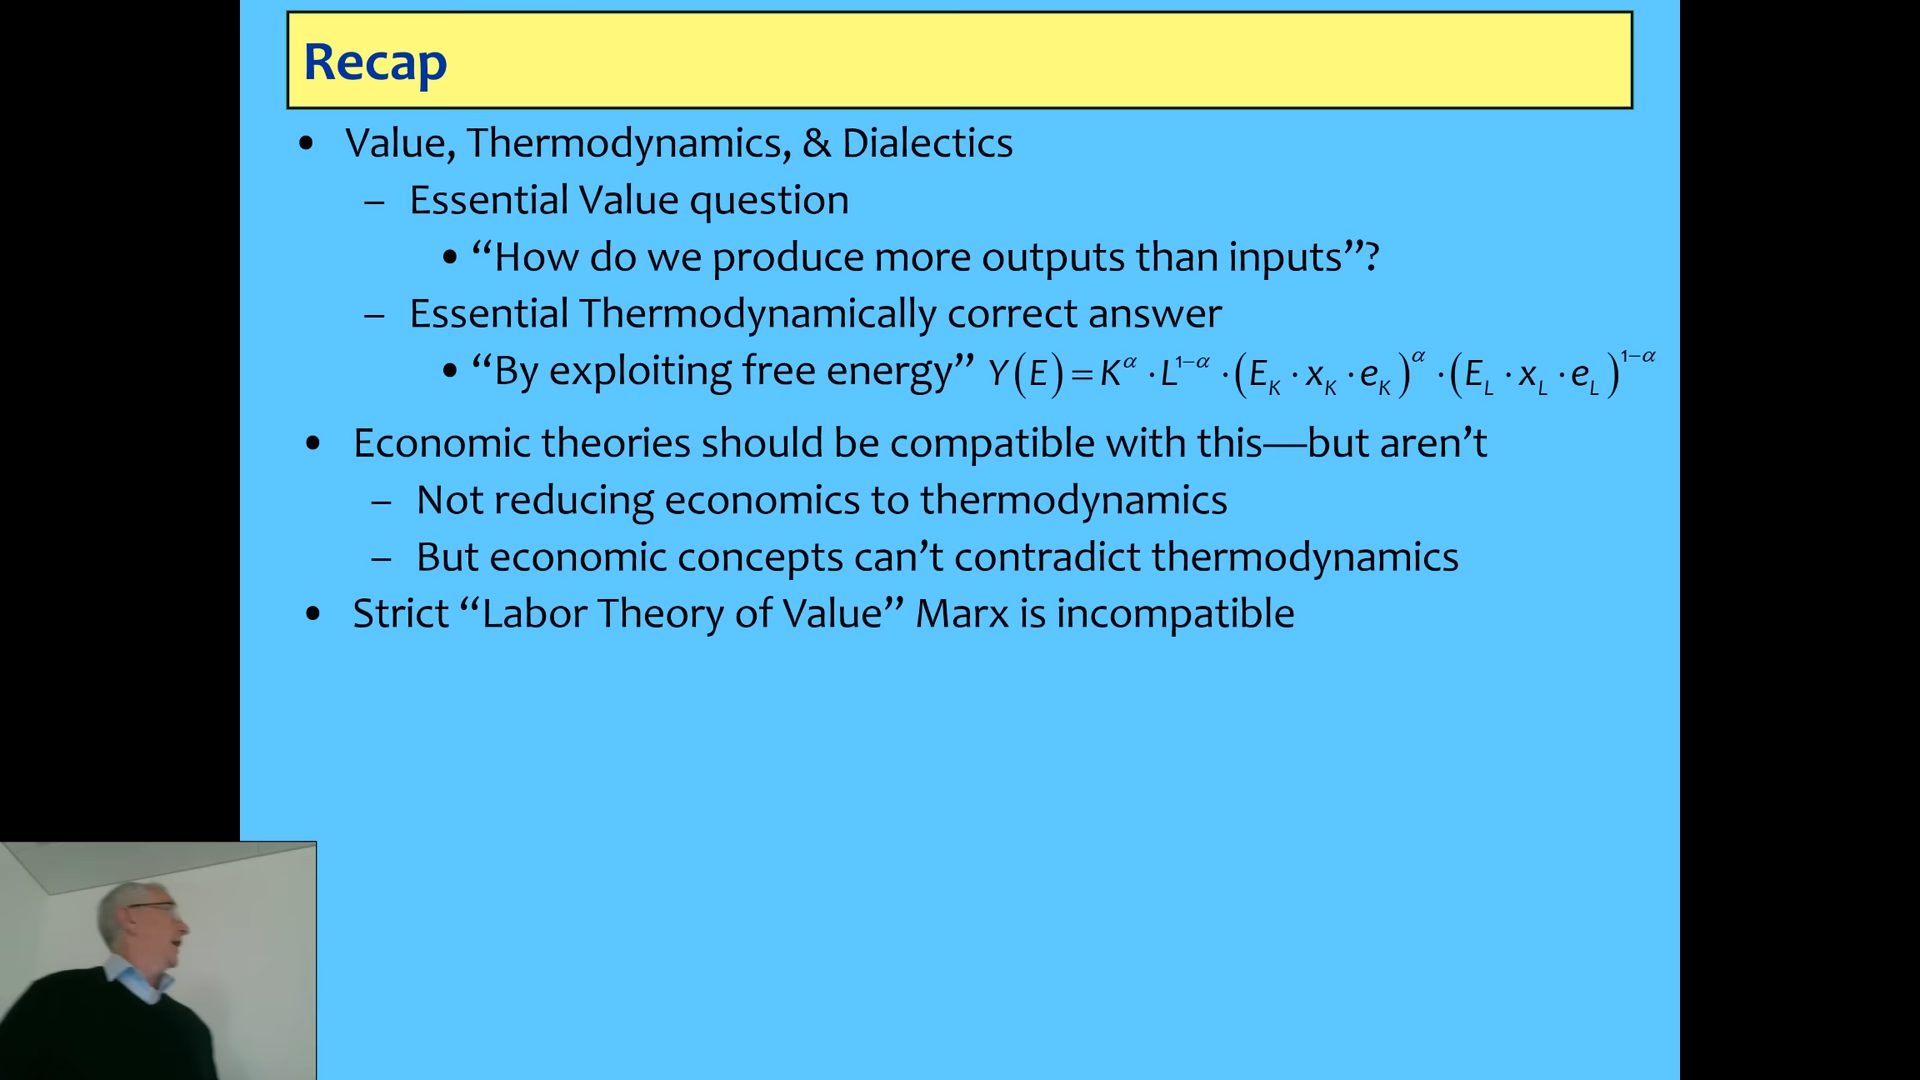 Recap
• Value, Thermodynamics, & Dialectics
– Essential Value question
• “How do we produce more outputs than inputs”?
– Essential Thermodynamically correct answer
• “By exploiting free energy” Y(E) = K^α · L^{1−α} · (E_K · x_K · e_K)^α · (E_L · x_L · e_L)^{1−α}
• Economic theories should be compatible with this—but aren’t
– Not reducing economics to thermodynamics
– But economic concepts can’t contradict thermodynamics
• Strict “Labor Theory of Value” Marx is incompatible